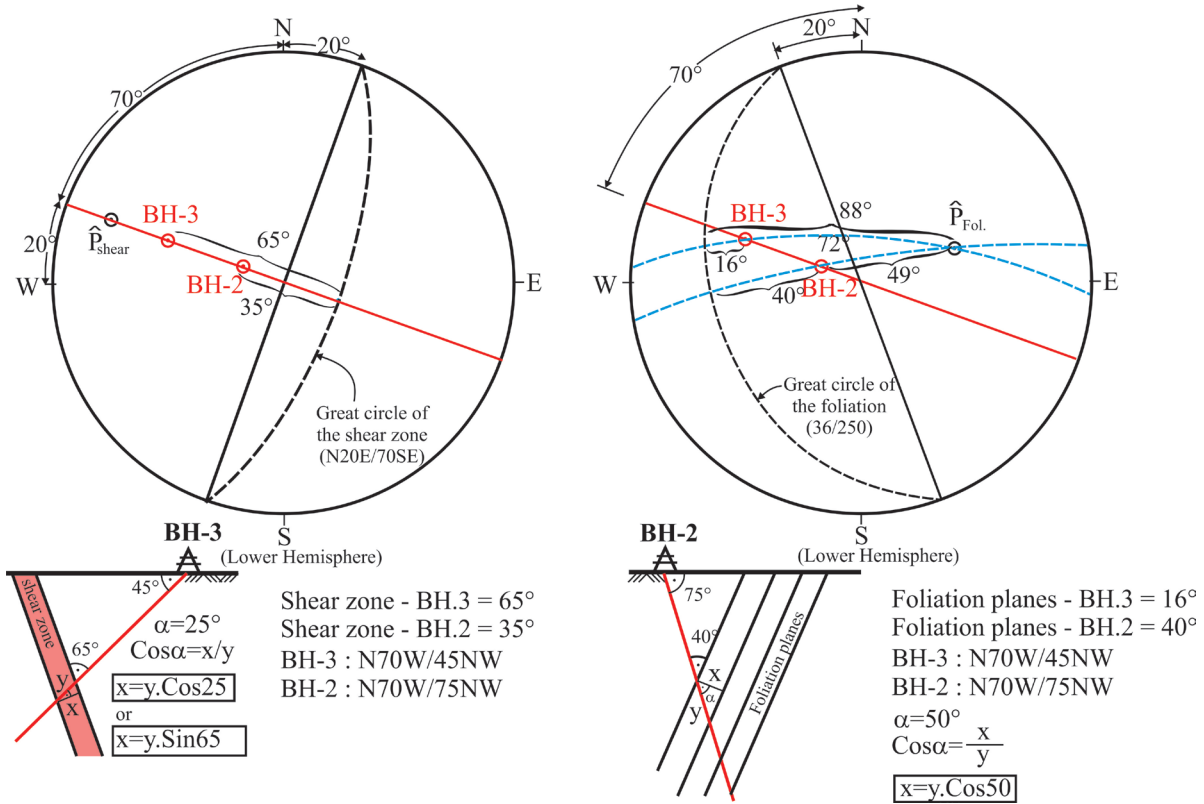 N
20°
70°
20°
W
E
S
P̂shear
BH-3
BH-2
65°
35°
Great circle of
the shear zone
(N20E/70SE)
(Lower Hemisphere)
N
20°
70°
W
E
S
BH-3
BH-2
P̂Fol.
88°
72°
16°
49°
40°
Great circle of
the foliation
(36/250)
(Lower Hemisphere)
BH-3
45°
shear zone
65°
y
x
α=25°
Cosα=x/y
x=y.Cos25
or
x=y.Sin65
Shear zone - BH.3 = 65°
Shear zone - BH.2 = 35°
BH-3 : N70W/45NW
BH-2 : N70W/75NW
BH-2
75°
40°
x
α
y
Foliation planes
Foliation planes - BH.3 = 16°
Foliation planes - BH.2 = 40°
BH-3 : N70W/45NW
BH-2 : N70W/75NW
α=50°
Cosα=x/y
x=y.Cos50